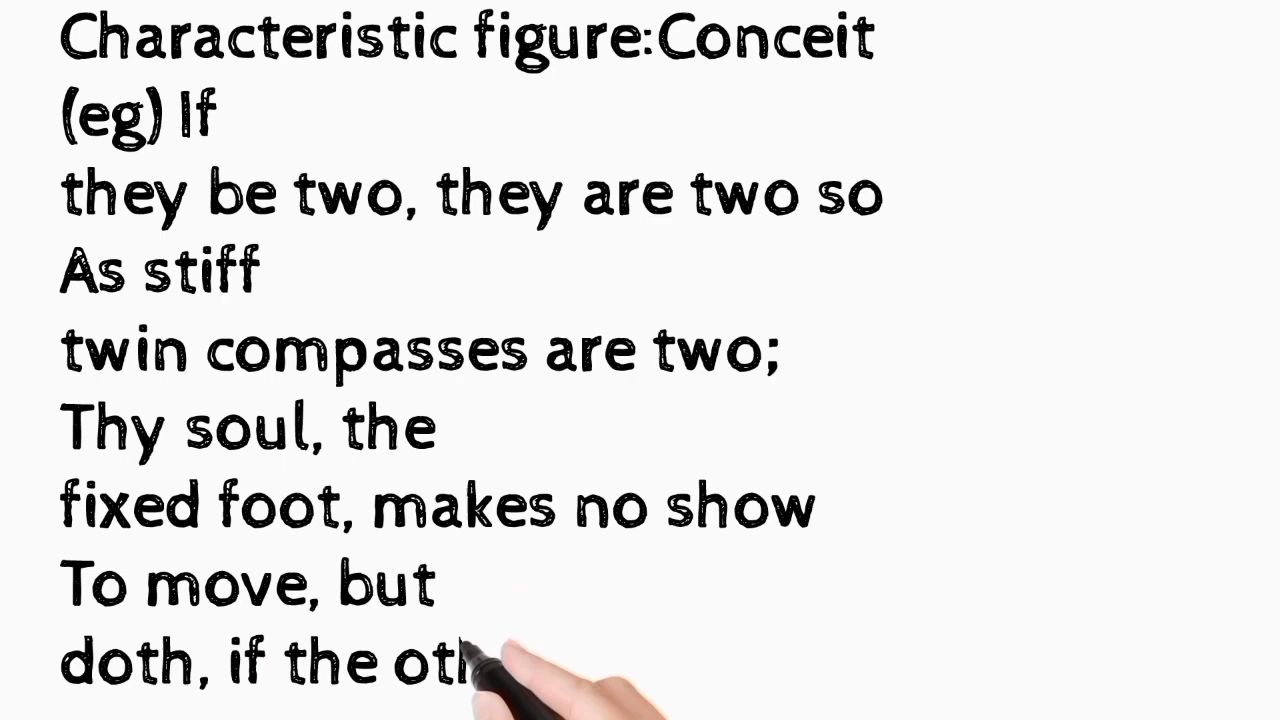 Characteristic figure:Conceit
(eg) If
they be two, they are two so
As stiff
twin compasses are two;
Thy soul, the
fixed foot, makes no show
To move, but
doth, if the